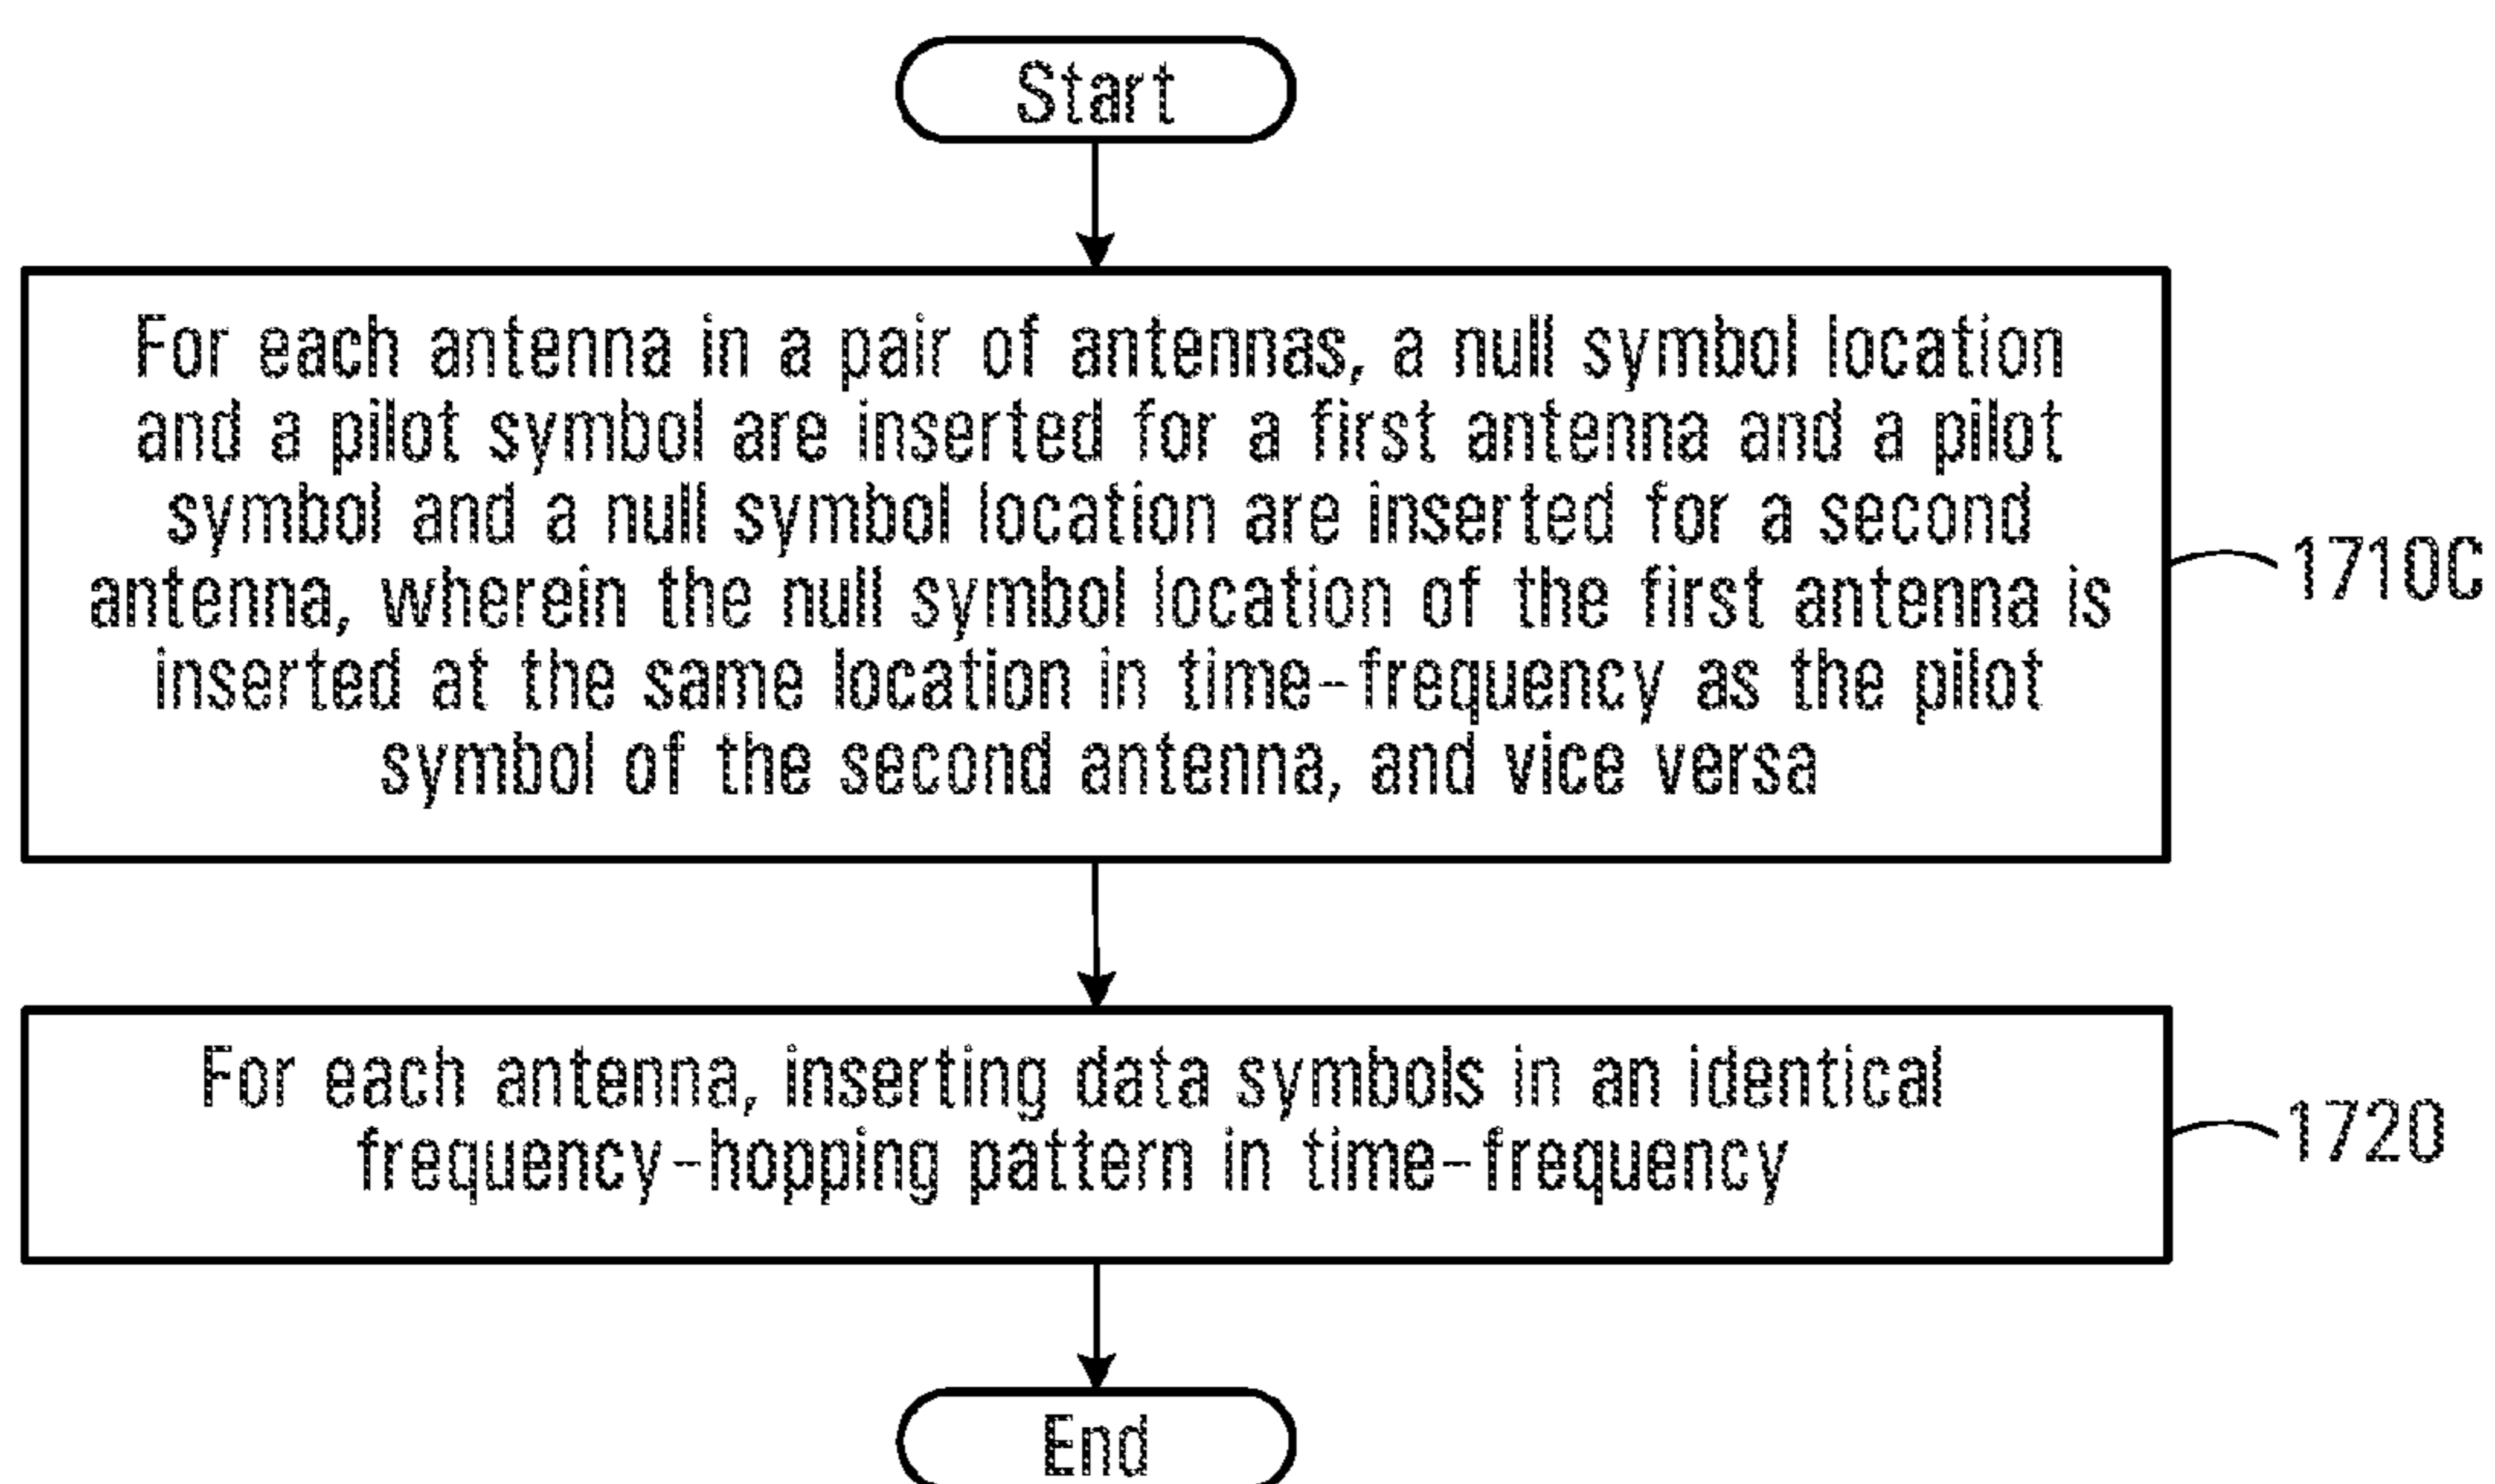 Start
For each antenna in a pair of antennas, a null symbol location
and a pilot symbol are inserted for a first antenna and a pilot
symbol and a null symbol location are inserted for a second
antenna, wherein the null symbol location of the first antenna is
inserted at the same location in time-frequency as the pilot
symbol of the second antenna, and vice versa
1710C
For each antenna, inserting data symbols in an identical
frequency-hopping pattern in time-frequency
1720
End